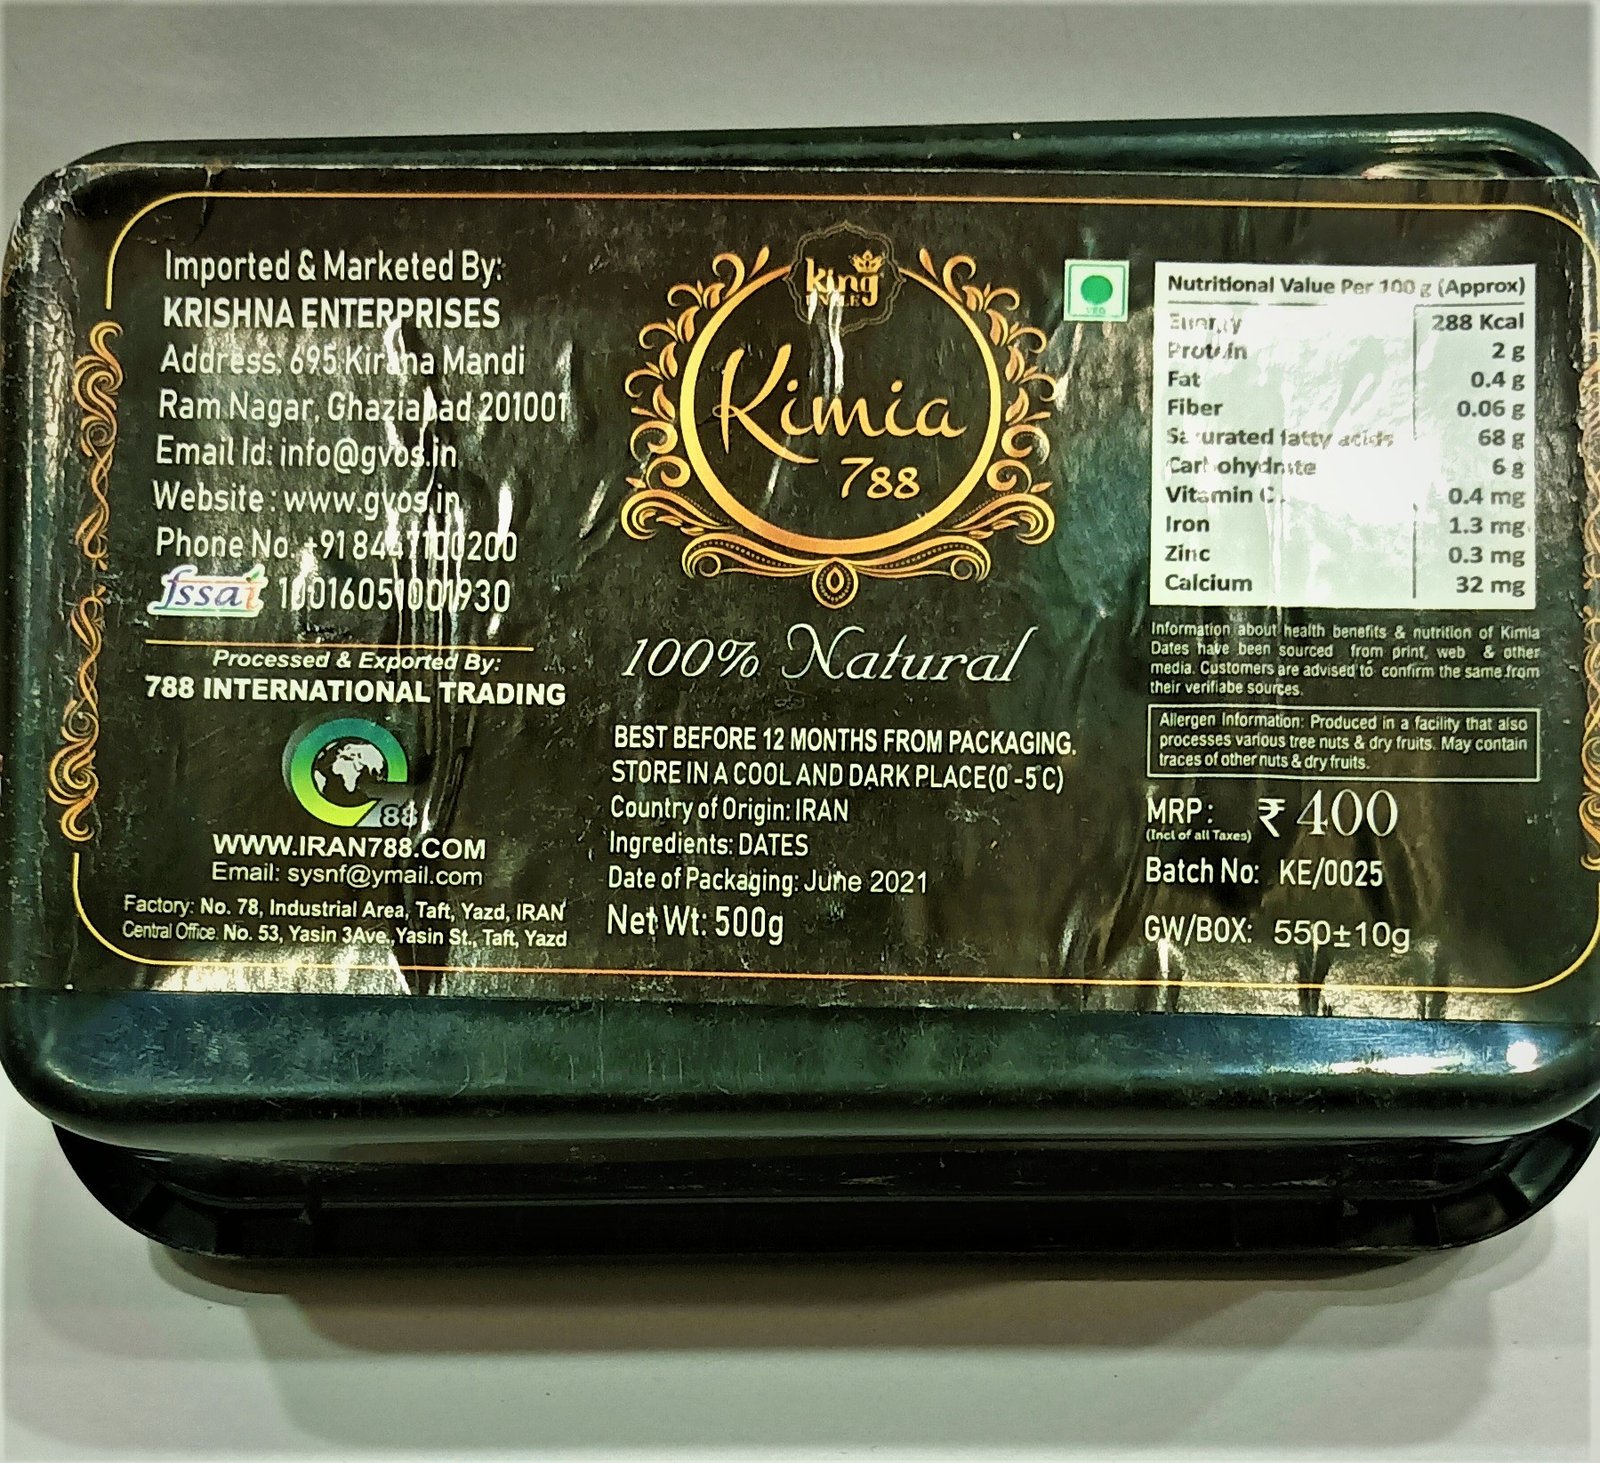 Imported & Marketed By:
KRISHNA ENTERPRISES
Address. 695 Kirana Mandi
Ram Nagar, Ghaziabad 201001
Email Id: info@gvos.in
Website : www.gvos.in
Phone No. +91 8447100200
fssai 10016051001930
Processed & Exported By:
788 INTERNATIONAL TRADING
788
WWW.IRAN788.COM
Email: sysnf@ymail.com
Factory: No. 78, Industrial Area, Taft, Yazd, IRAN
Central Office. No. 53, Yasin 3Ave., Yasin St., Taft, Yazd
king
Kimia
788
100% Natural
BEST BEFORE 12 MONTHS FROM PACKAGING.
STORE IN A COOL AND DARK PLACE(0°-5°C)
Country of Origin: IRAN
Ingredients: DATES
Date of Packaging: June 2021
Net Wt: 500g
VEG
Nutritional Value Per 100 g (Approx)
Energy 288 Kcal
Protein 2 g
Fat 0.4 g
Fiber 0.06 g
Saturated fatty acids 68 g
Carbohydrate 6 g
Vitamin C 0.4 mg
Iron 1.3 mg
Zinc 0.3 mg
Calcium 32 mg
Information about health benefits & nutrition of Kimia
Dates have been sourced from print, web & other
media. Customers are advised to confirm the same from
their verifiabe sources.
Allergen Information: Produced in a facility that also
processes various tree nuts & dry fruits. May contain
traces of other nuts & dry fruits.
MRP: ₹ 400
(Incl of all Taxes)
Batch No: KE/0025
GW/BOX: 550±10g